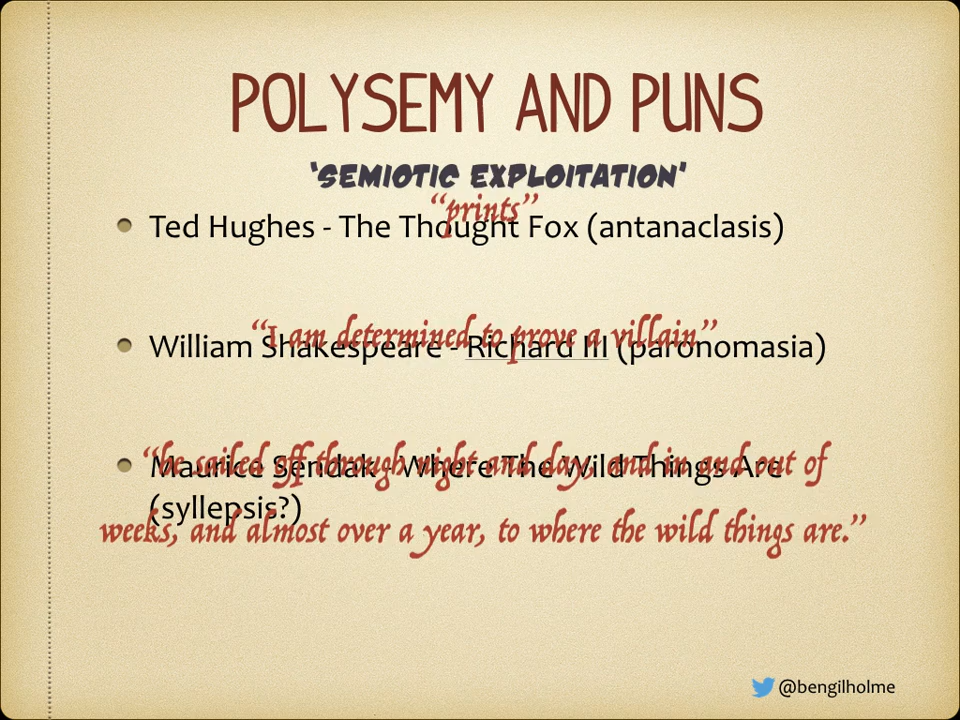 POLYSEMY AND PUNS
'SEMIOTIC EXPLOITATION'
"prints"
Ted Hughes - The Thought Fox (antanaclasis)
"I am determined to prove a villain"
William Shakespeare - Richard III (paronomasia)
"he sailed off through night and day, and in and out of
Maurice Sendak - Where The Wild Things Are
(syllepsis?)
weeks, and almost over a year, to where the wild things are."
@bengilholme